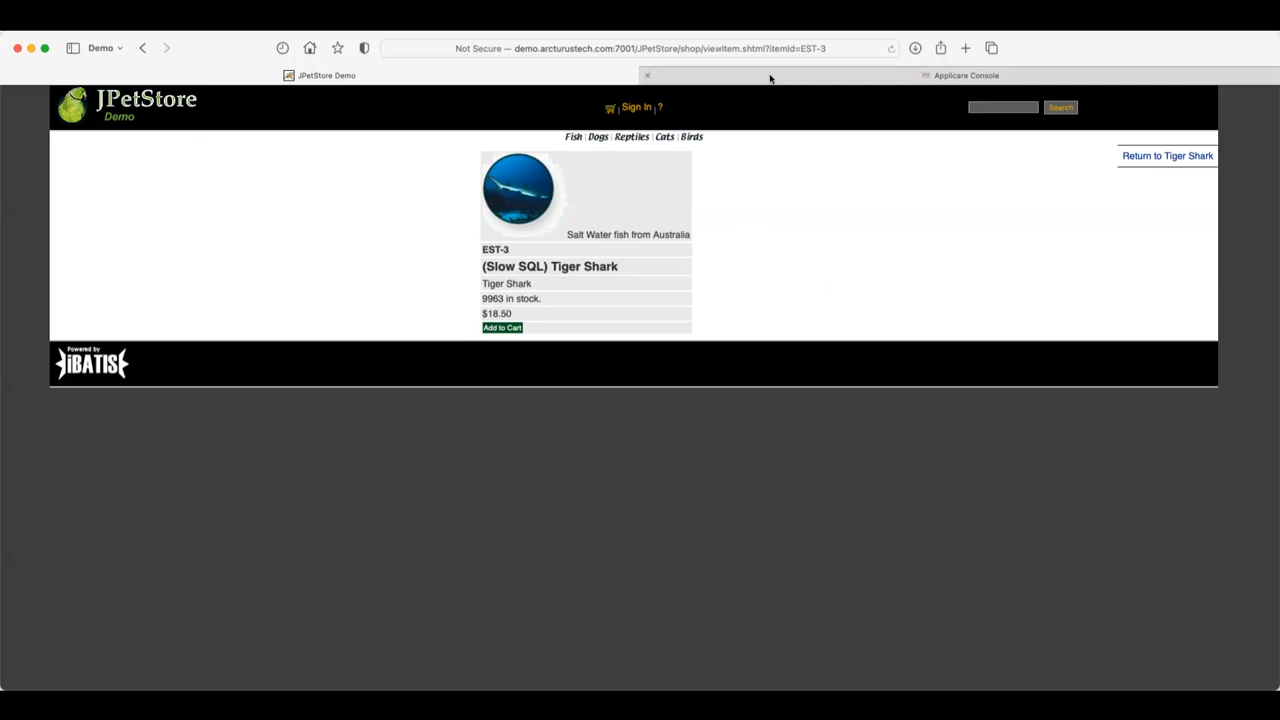 Demo
Not Secure — demo.arcturustech.com:7001/JPetStore/shop/viewItem.shtml?itemId=EST-3
JPetStore Demo
Applicare Console
JPetStore
Demo
Sign In | ?
Search
Fish | Dogs | Reptiles | Cats | Birds
Return to Tiger Shark
Salt Water fish from Australia
EST-3
(Slow SQL) Tiger Shark
Tiger Shark
9963 in stock.
$18.50
Add to Cart
Powered by
iBATIS